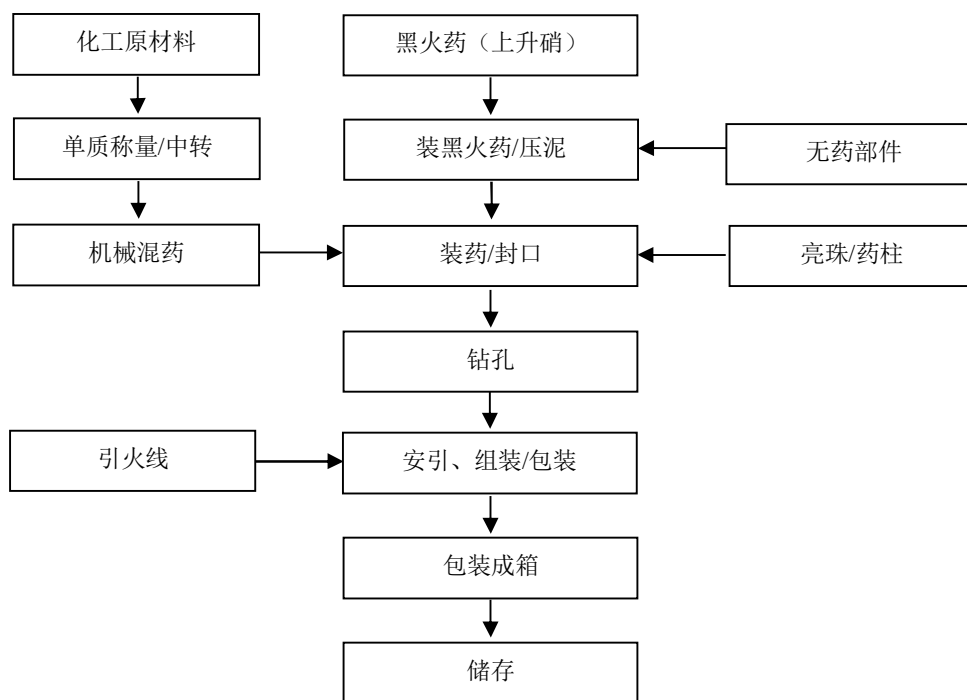 化工原材料
黑火药（上升硝）
单质称量/中转
装黑火药/压泥
无药部件
机械混药
装药/封口
亮珠/药柱
钻孔
引火线
安引、组装/包装
包装成箱
储存